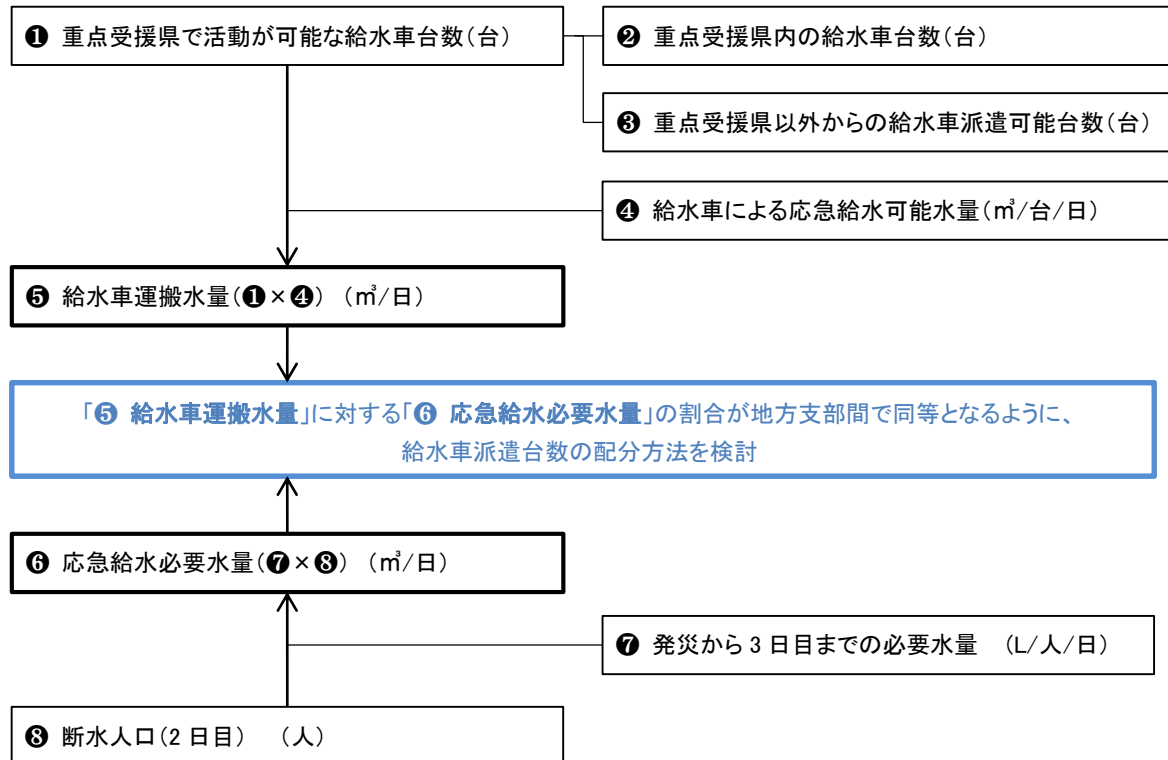 ❶ 重点受援県で活動が可能な給水車台数(台)
❷ 重点受援県内の給水車台数(台)
❸ 重点受援県以外からの給水車派遣可能台数(台)
❹ 給水車による応急給水可能水量(㎥/台/日)
❺ 給水車運搬水量(❶×❹) (㎥/日)
「❺ 給水車運搬水量」に対する「❻ 応急給水必要水量」の割合が地方支部間で同等となるように、
給水車派遣台数の配分方法を検討
❻ 応急給水必要水量(❼×❽) (㎥/日)
❼ 発災から 3 日目までの必要水量 (L/人/日)
❽ 断水人口(2 日目) (人)